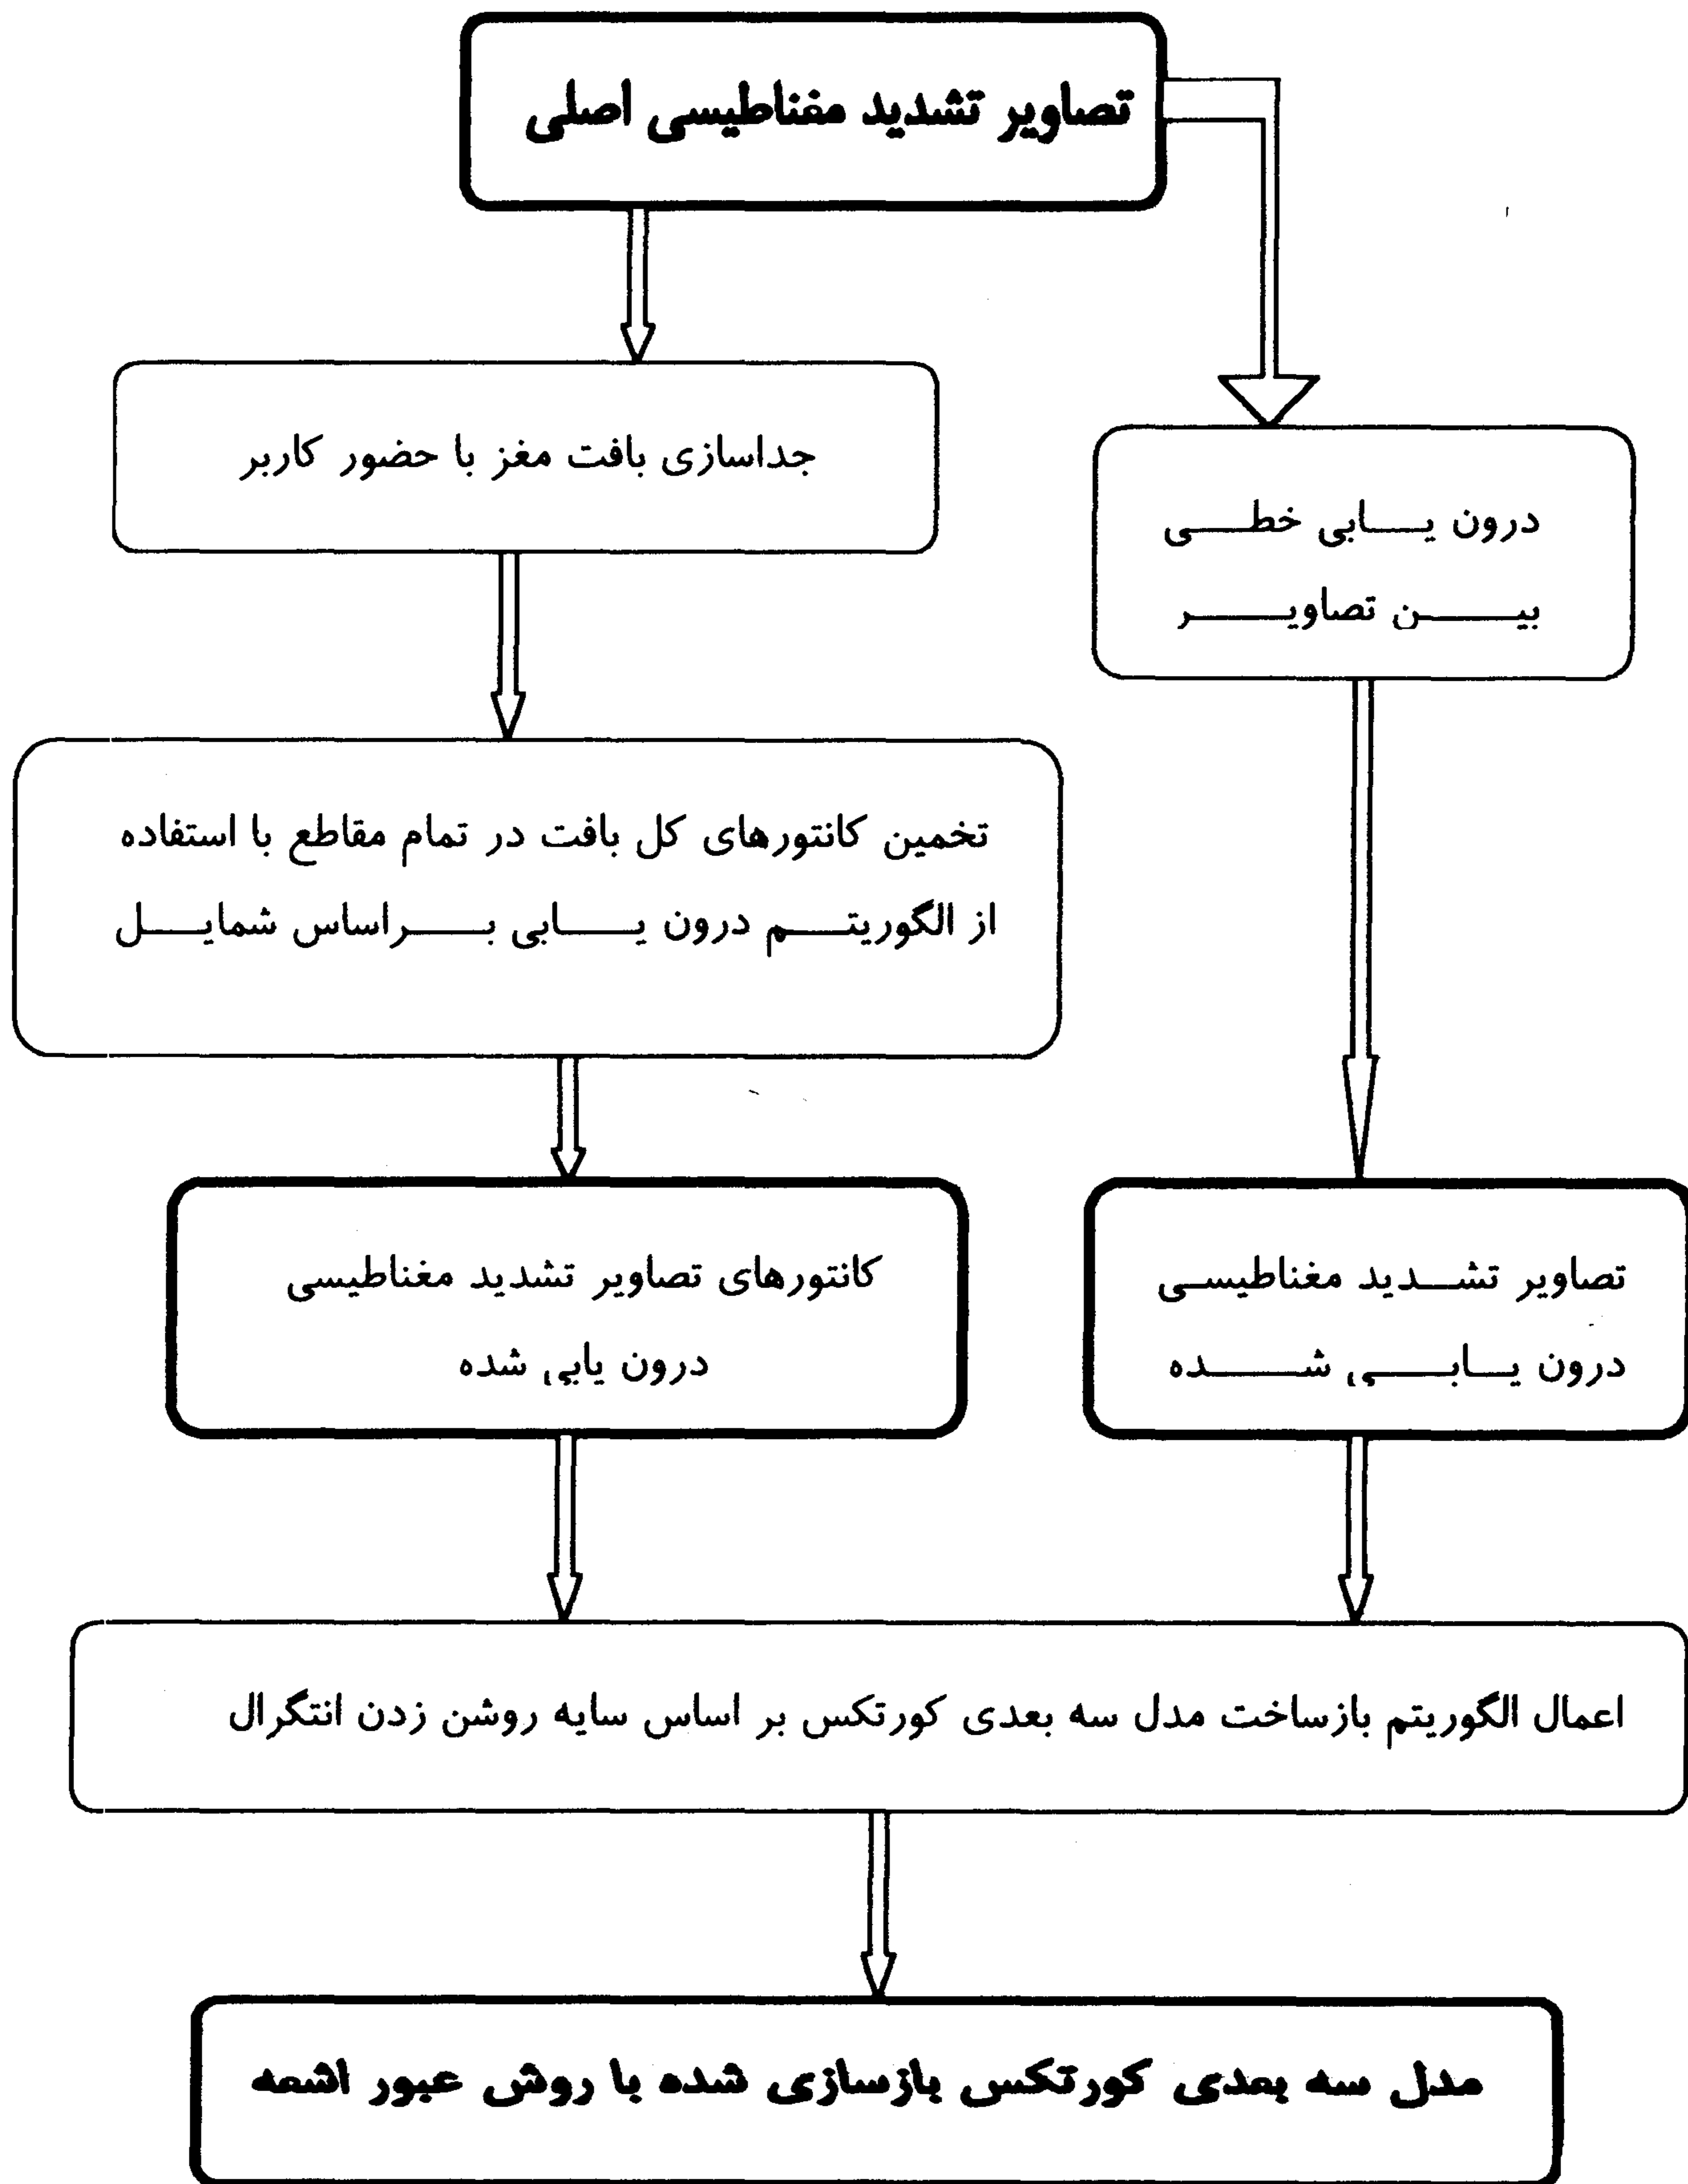 تصاویر تشدید مغناطیسی اصلی
جداسازی بافت مغز با حضور کاربر
درون یابی خطی
بین تصاویر
تخمین کانتورهای کل بافت در تمام مقاطع با استفاده
از الگوریتم درون یابی براساس شمایل
کانتورهای تصاویر تشدید مغناطیسی
درون یابی شده
تصاویر تشدید مغناطیسی
درون یابی شده
اعمال الگوریتم بازساخت مدل سه بعدی کورتکس بر اساس سایه روشن زدن انتگرال
مدل سه بعدی کورتکس بازسازی شده با روش عبور اشعه